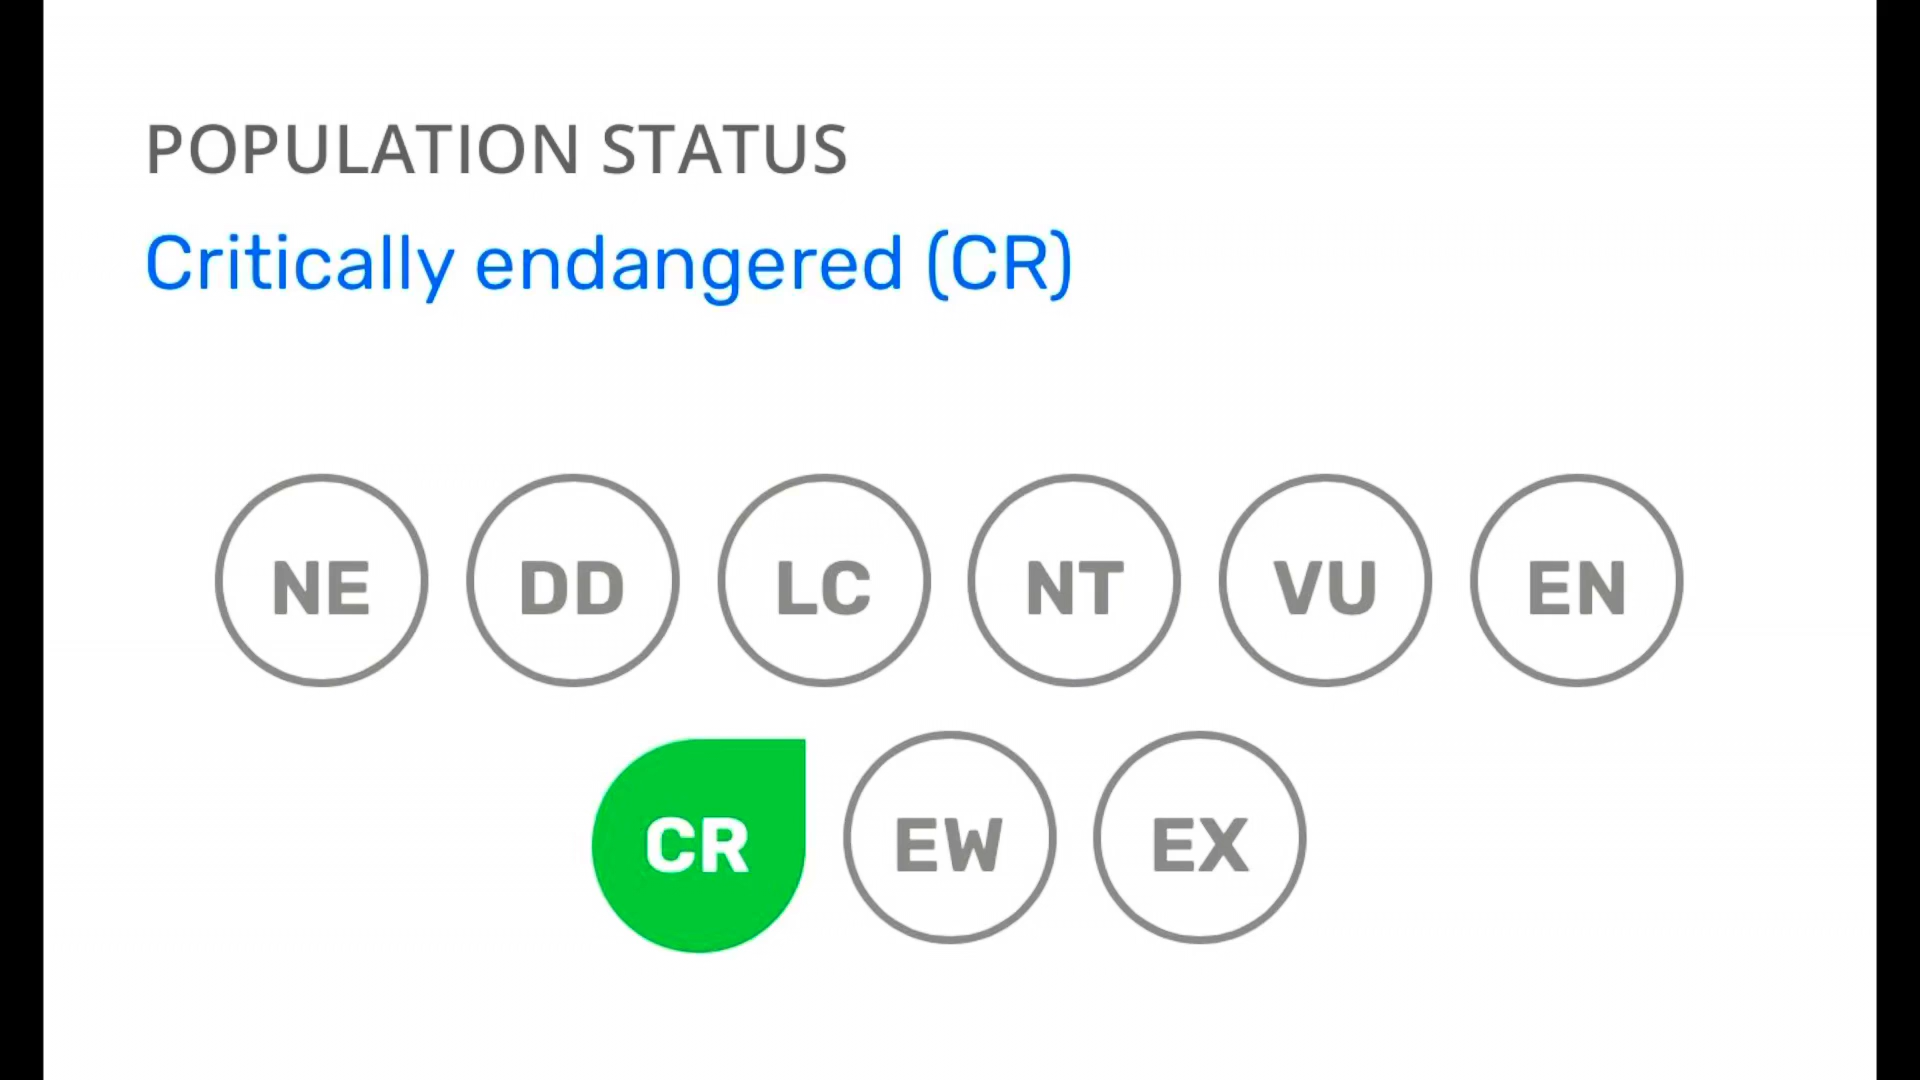 POPULATION STATUS
Critically endangered (CR)
NE DD LC NT VU EN
CR EW EX